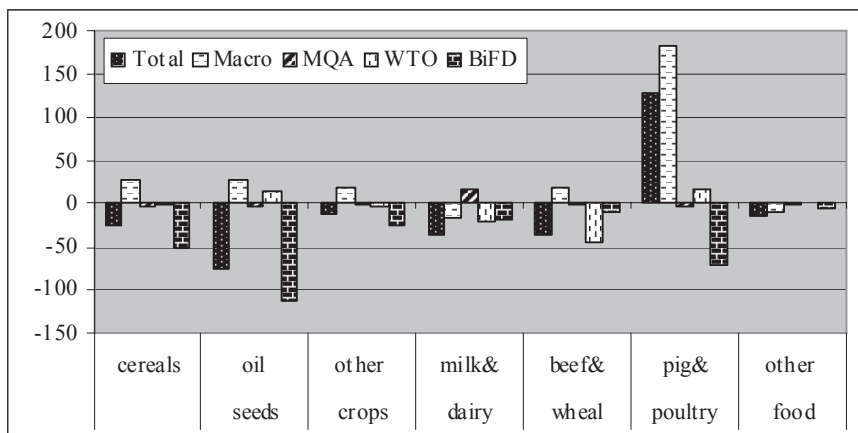 200
150
100
50
0
-50
-100
-150
Total Macro MQA WTO BiFD
cereals
oil
seeds
other
crops
milk&
dairy
beef&
wheal
pig&
poultry
other
food